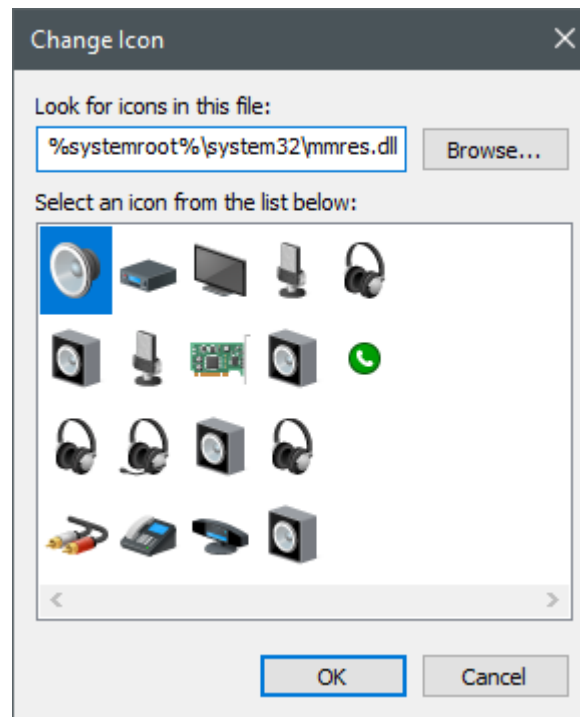 Change Icon
Look for icons in this file:
%systemroot%\system32\mmres.dll
Browse...
Select an icon from the list below:
OK
Cancel